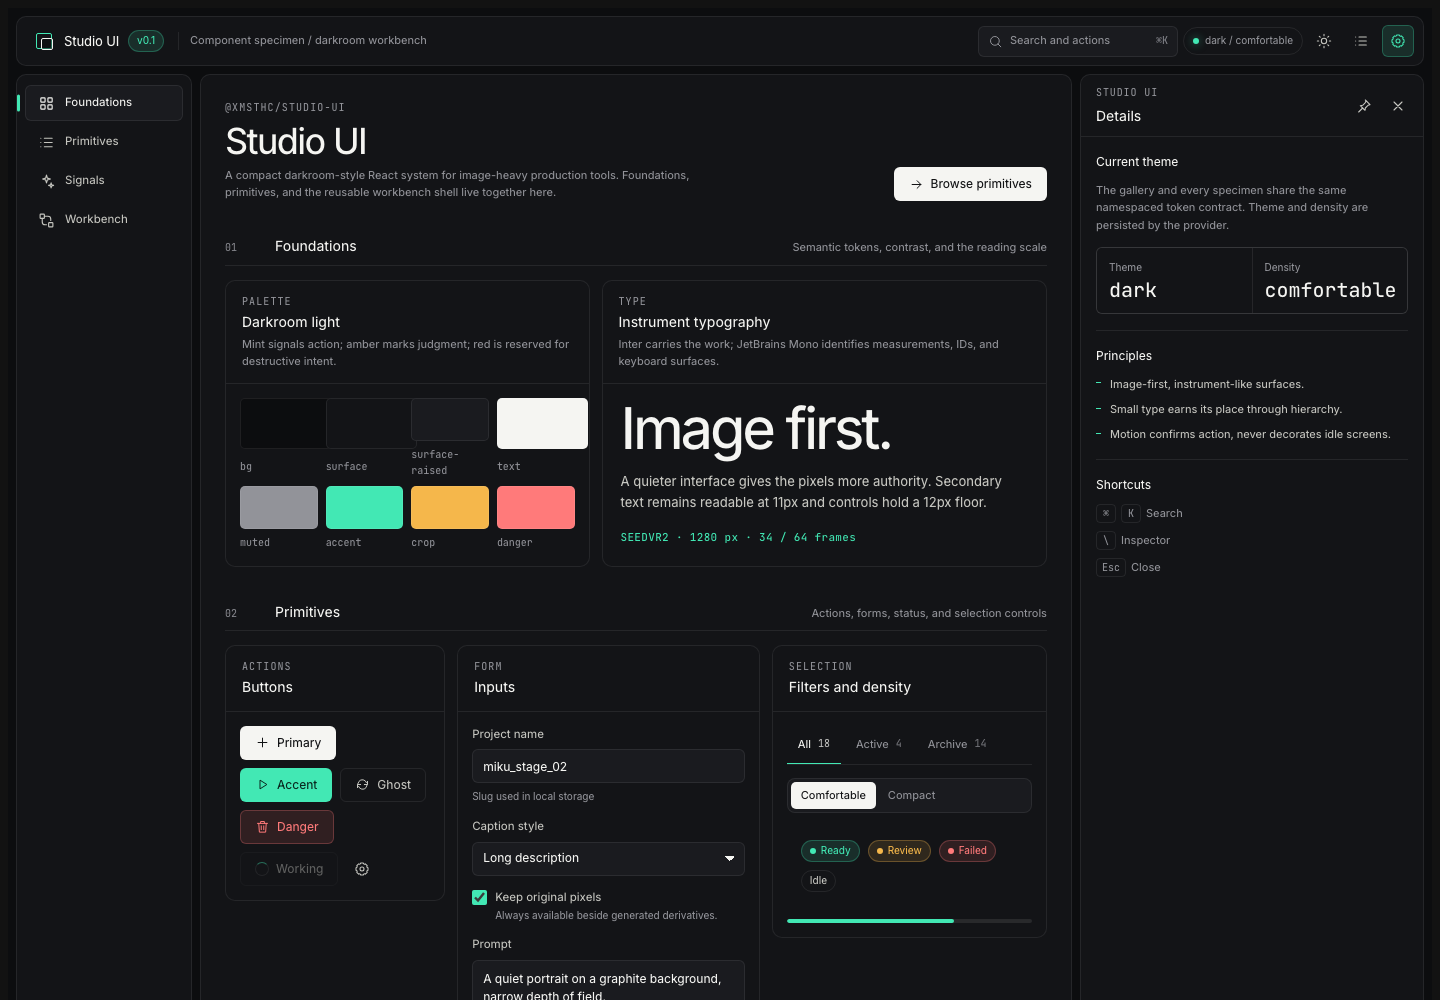 Studio UI
v0.1
Component specimen / darkroom workbench
Search and actions
⌘K
dark / comfortable
Foundations
Primitives
Signals
Workbench
@XMSTHC/STUDIO-UI
Studio UI
A compact darkroom-style React system for image-heavy production tools. Foundations,
primitives, and the reusable workbench shell live together here.
Browse primitives
01
Foundations
Semantic tokens, contrast, and the reading scale
PALETTE
Darkroom light
Mint signals action; amber marks judgment; red is reserved for
destructive intent.
bg
surface
surface-
raised
text
muted
accent
crop
danger
TYPE
Instrument typography
Inter carries the work; JetBrains Mono identifies measurements, IDs, and
keyboard surfaces.
Image first.
A quieter interface gives the pixels more authority. Secondary
text remains readable at 11px and controls hold a 12px floor.
SEEDVR2 · 1280 px · 34 / 64 frames
02
Primitives
Actions, forms, status, and selection controls
ACTIONS
Buttons
Primary
Accent
Ghost
Danger
Working
FORM
Inputs
Project name
miku_stage_02
Slug used in local storage
Caption style
Long description
Keep original pixels
Always available beside generated derivatives.
Prompt
A quiet portrait on a graphite background,
narrow depth of field.
SELECTION
Filters and density
All 18
Active 4
Archive 14
Comfortable
Compact
Ready
Review
Failed
Idle
STUDIO UI
Details
Current theme
The gallery and every specimen share the same
namespaced token contract. Theme and density are
persisted by the provider.
Theme
dark
Density
comfortable
Principles
Image-first, instrument-like surfaces.
Small type earns its place through hierarchy.
Motion confirms action, never decorates idle screens.
Shortcuts
⌘ K Search
\ Inspector
Esc Close